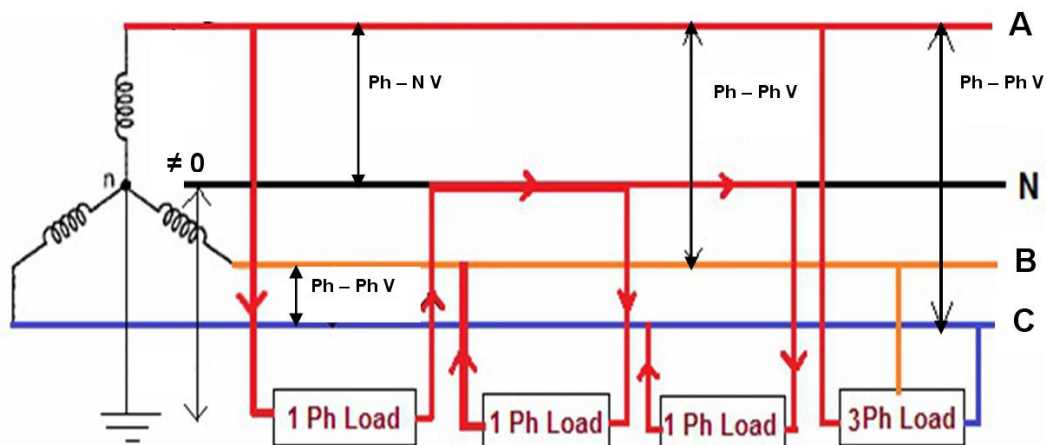 A
Ph – N V
Ph – Ph V
Ph – Ph V
≠ 0
n
N
B
Ph – Ph V
C
1 Ph Load
1 Ph Load
1 Ph Load
3Ph Load